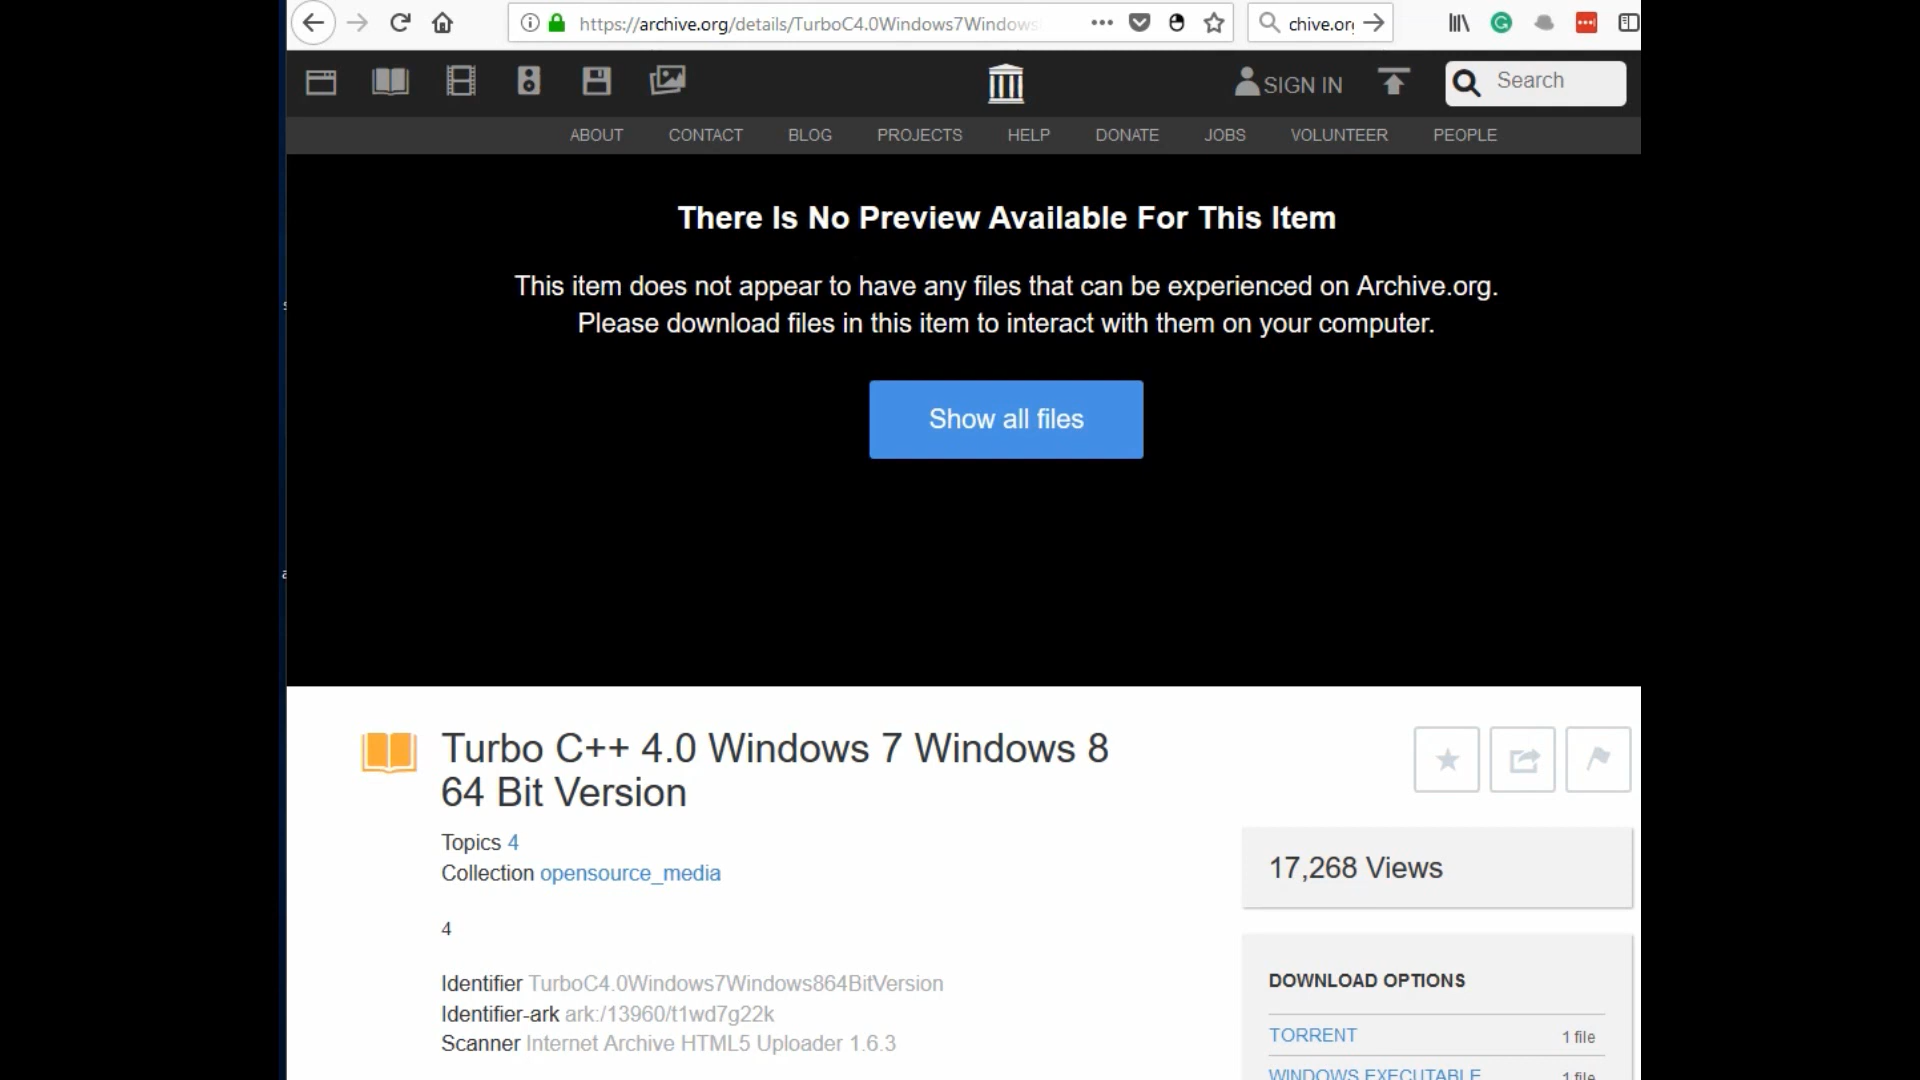 https://archive.org/details/TurboC4.0Windows7Windows
chive.or
SIGN IN
Search
ABOUT CONTACT BLOG PROJECTS HELP DONATE JOBS VOLUNTEER PEOPLE
There Is No Preview Available For This Item
This item does not appear to have any files that can be experienced on Archive.org.
Please download files in this item to interact with them on your computer.
Show all files
Turbo C++ 4.0 Windows 7 Windows 8
64 Bit Version
Topics 4
Collection opensource_media
4
Identifier TurboC4.0Windows7Windows864BitVersion
Identifier-ark ark:/13960/t1wd7g22k
Scanner Internet Archive HTML5 Uploader 1.6.3
17,268 Views
DOWNLOAD OPTIONS
TORRENT 1 file
WINDOWS EXECUTABLE 1 file